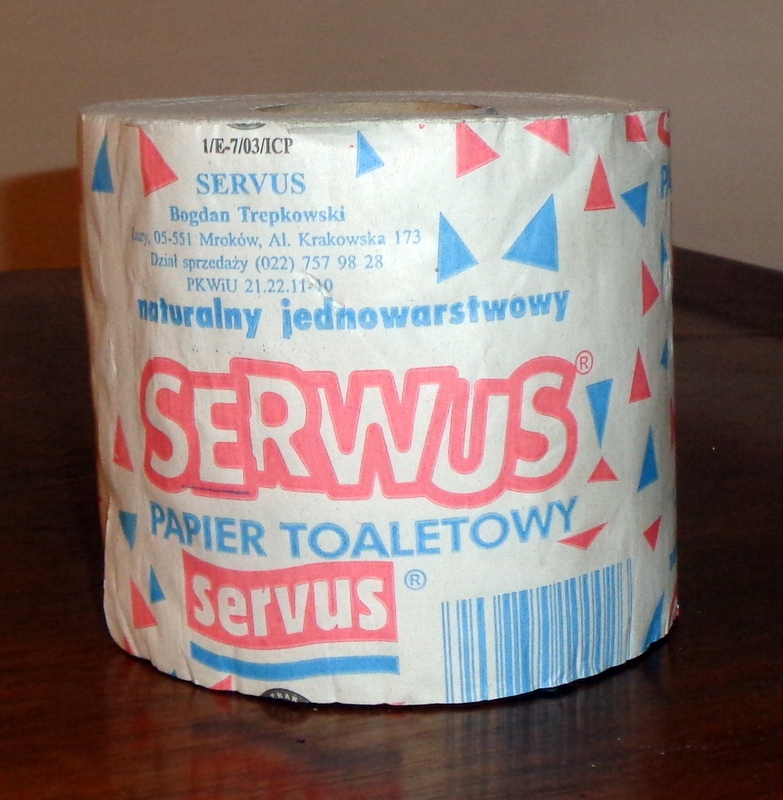 1/E-7/03/ICP
SERVUS
Bogdan Trepkowski
05-551 Mroków, Al. Krakowska 173
Dział sprzedaży (022) 757 98 28
PKWiU 21.22.11-10
naturalny jednowarstwowy
SERWUS®
PAPIER TOALETOWY
servus®